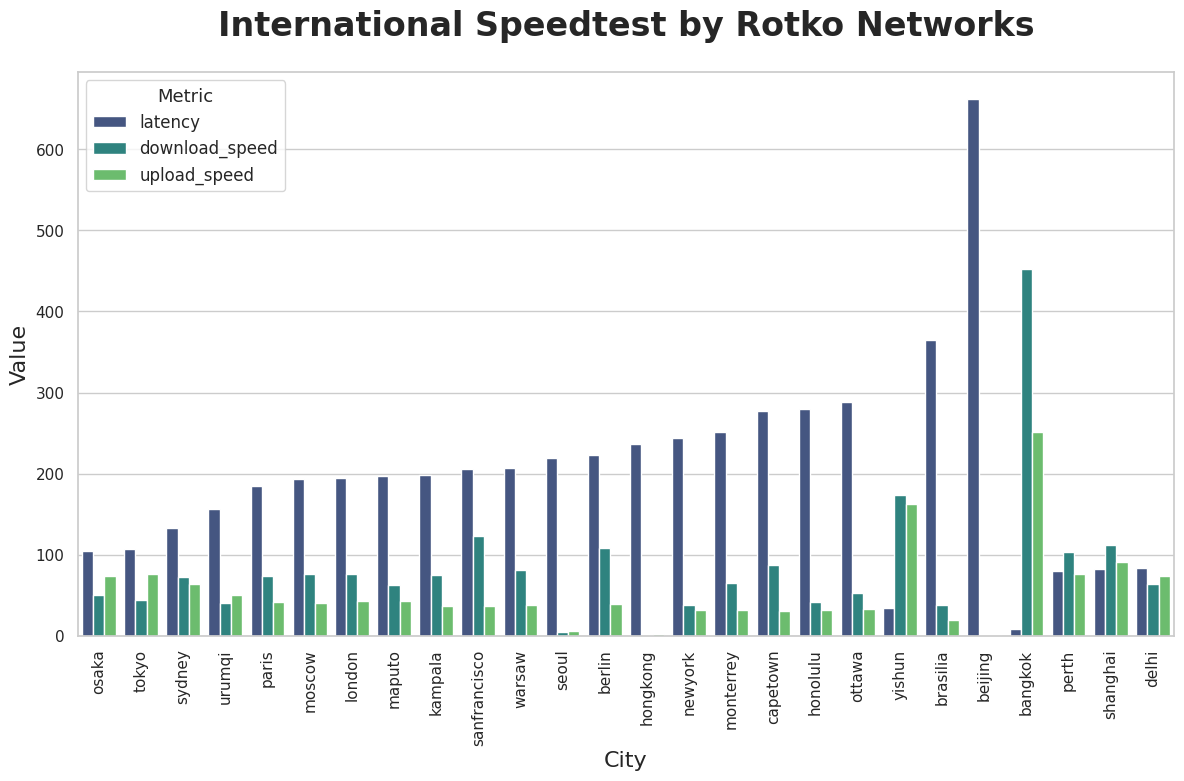 International Speedtest by Rotko Networks
Metric
latency
download_speed
upload_speed
Value
600
500
400
300
200
100
0
osaka
tokyo
sydney
urumqi
paris
moscow
london
maputo
kampala
sanfrancisco
warsaw
seoul
berlin
hongkong
newyork
monterrey
capetown
honolulu
ottawa
yishun
brasilia
beijing
bangkok
perth
shanghai
delhi
City